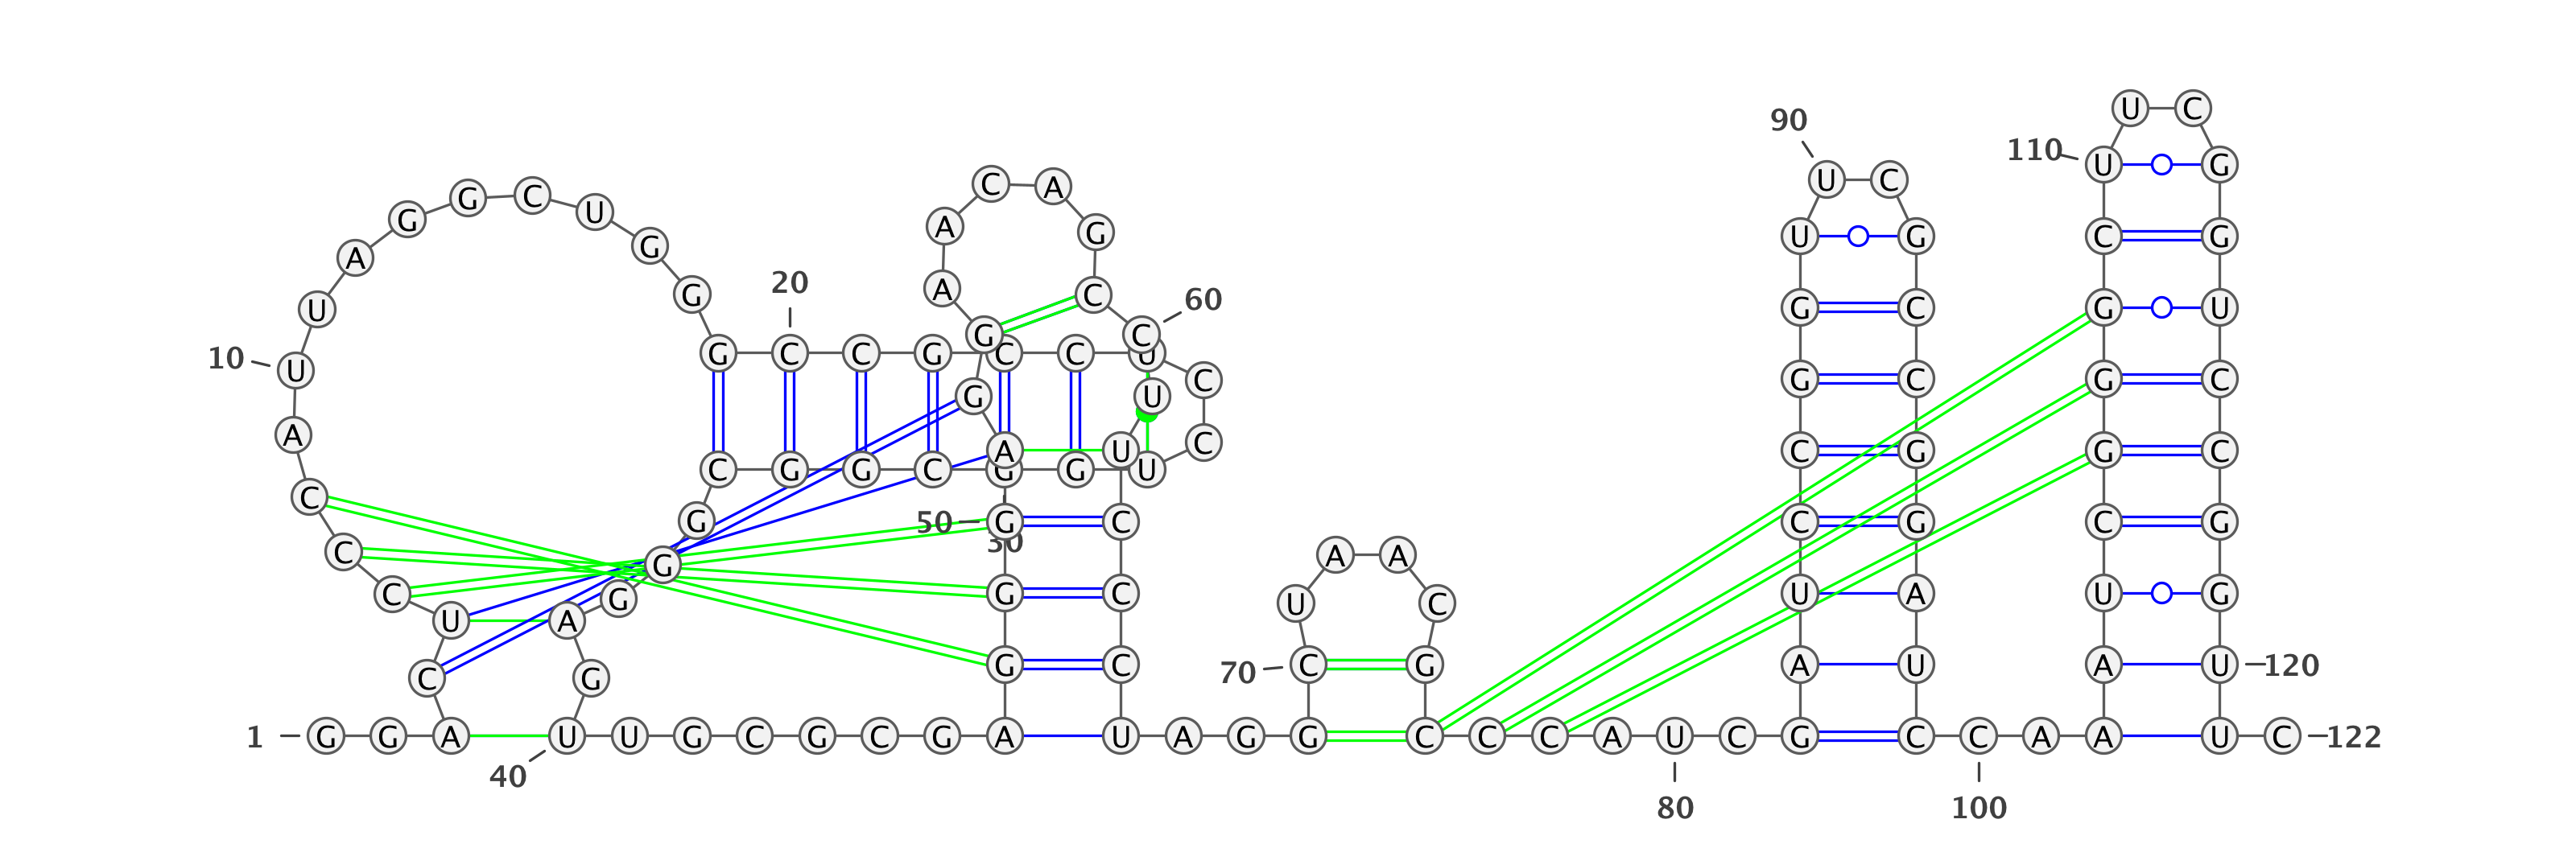 U C
90
110 U G
C A U C
G G C U
G A G U G C G
A
20
G A C 60
U G C G U
G C
10 G C C G C C U
U C G C G C
G U
A A U C C G G C
C G G C G G U
C
G 50 G C C G C G
30
C G A A
C G G C U C U A U G
U A
C G G C 70 C G A U A U 120
1 G G A U U G C G C G A U A G G C C C A U C G C C A A U C 122
40
80 100